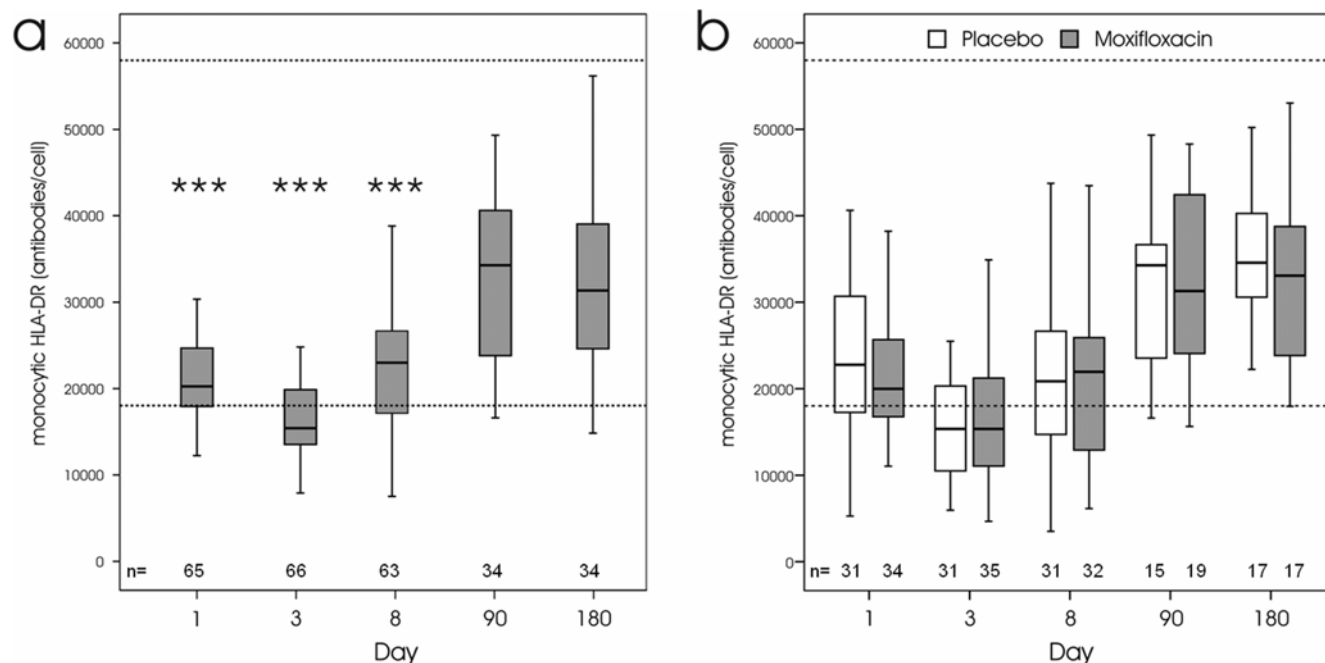 a
monocytic HLA-DR (antibodies/cell)
60000
50000
40000
30000
20000
10000
0
*** *** ***
n= 65 66 63 34 34
1 3 8 90 180
Day
b
Placebo Moxifloxacin
monocytic HLA-DR (antibodies/cell)
60000
50000
40000
30000
20000
10000
0
n= 31 34 31 35 31 32 15 19 17 17
1 3 8 90 180
Day